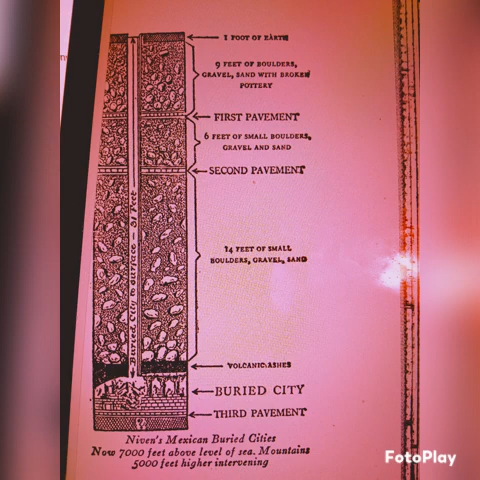 1 FOOT OF EARTH
9 FEET OF BOULDERS,
GRAVEL, SAND WITH BROKEN
POTTERY
FIRST PAVEMENT
6 FEET OF SMALL BOULDERS,
GRAVEL AND SAND
SECOND PAVEMENT
Buried City to surface - 31 Feet
14 FEET OF SMALL
BOULDERS, GRAVEL, SAND
VOLCANIC ASHES
BURIED CITY
THIRD PAVEMENT
?
Niven's Mexican Buried Cities
Now 7000 feet above level of sea. Mountains
5000 feet higher intervening
FotoPlay